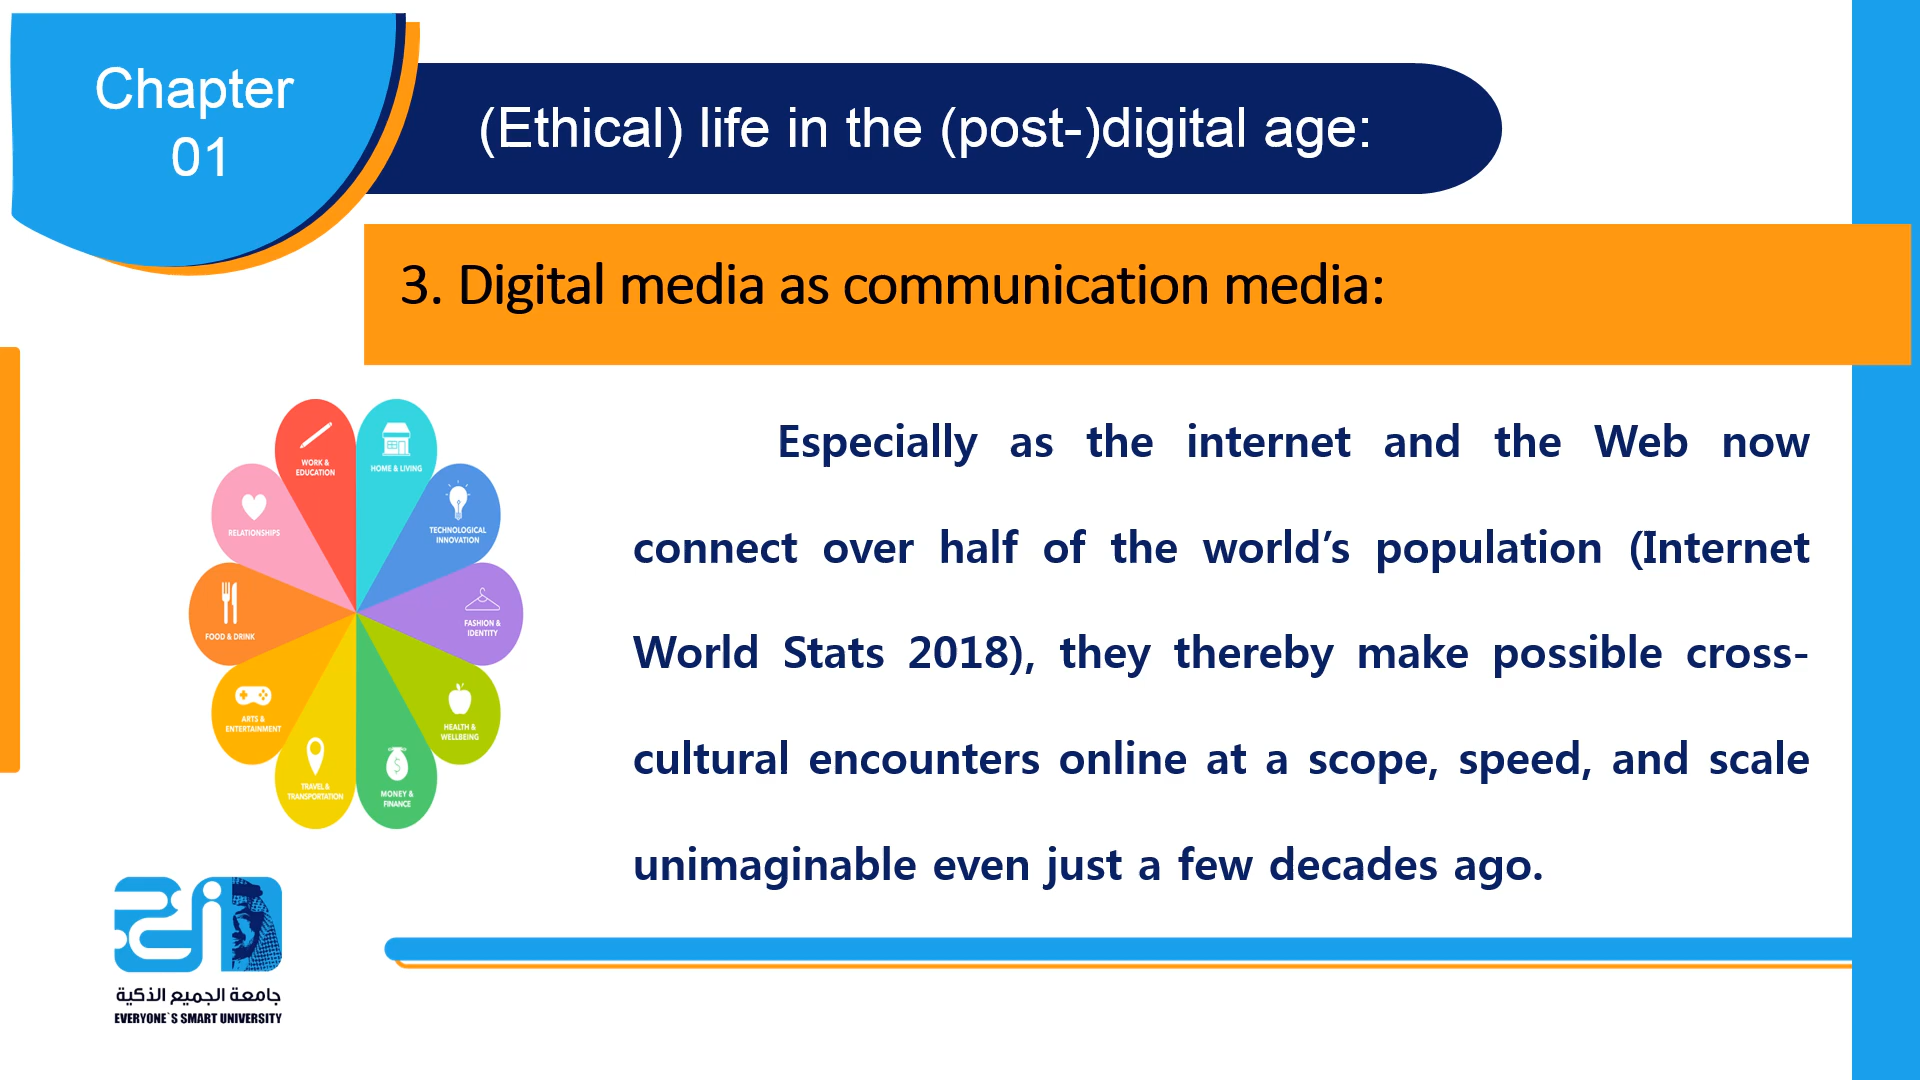 Chapter
01
(Ethical) life in the (post-)digital age:
3. Digital media as communication media:
Especially as the internet and the Web now
connect over half of the world’s population (Internet
World Stats 2018), they thereby make possible cross-
cultural encounters online at a scope, speed, and scale
unimaginable even just a few decades ago.
WORK &
EDUCATION
HOME & LIVING
TECHNOLOGICAL
INNOVATION
FASHION &
IDENTITY
HEALTH &
WELLBEING
MONEY &
FINANCE
TRAVEL &
TRANSPORTATION
ARTS &
ENTERTAINMENT
FOOD & DRINK
RELATIONSHIPS
جامعة الجميع الذكية
EVERYONE`S SMART UNIVERSITY